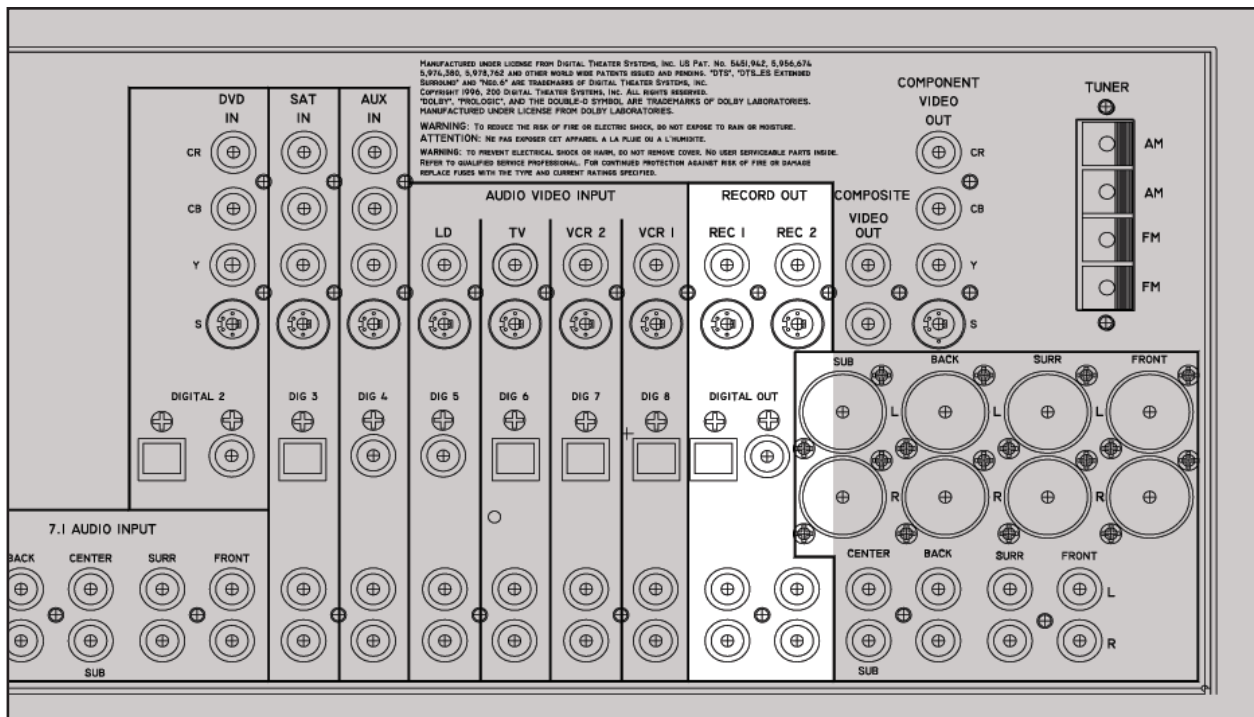 MANUFACTURED UNDER LICENSE FROM DIGITAL THEATER SYSTEMS, INC. US PAT. NO. 5451,942, 5,956,674
5,974,380, 5,978,762 AND OTHER WORLD WIDE PATENTS ISSUED AND PENDING. "DTS", "DTS_ES EXTENDED
SURROUND" AND "NEO.6" ARE TRADEMARKS OF DIGITAL THEATER SYSTEMS, INC.
COPYRIGHT 1996, 200 DIGITAL THEATER SYSTEMS, INC. ALL RIGHTS RESERVED.
"DOLBY", "PROLOGIC", AND THE DOUBLE-D SYMBOL ARE TRADEMARKS OF DOLBY LABORATORIES.
MANUFACTURED UNDER LICENSE FROM DOLBY LABORATORIES.
WARNING: TO REDUCE THE RISK OF FIRE OR ELECTRIC SHOCK, DO NOT EXPOSE TO RAIN OR MOISTURE.
ATTENTION: NE PAS EXPOSER CET APPAREIL A LA PLUIE OU A L'HUMIDITE.
WARNING: TO PREVENT ELECTRICAL SHOCK OR HARM, DO NOT REMOVE COVER. NO USER SERVICEABLE PARTS INSIDE.
REFER TO QUALIFIED SERVICE PROFESSIONAL. FOR CONTINUED PROTECTION AGAINST RISK OF FIRE OR DAMAGE
REPLACE FUSES WITH THE TYPE AND CURRENT RATINGS SPECIFIED.
DVD IN
SAT IN
AUX IN
COMPONENT VIDEO OUT
TUNER
CR
CR
AM
AUDIO VIDEO INPUT
RECORD OUT
COMPOSITE VIDEO OUT
CB
CB
AM
LD
TV
VCR 2
VCR 1
REC 1
REC 2
FM
Y
Y
FM
S
S
SUB
BACK
SURR
FRONT
DIGITAL 2
DIG 3
DIG 4
DIG 5
DIG 6
DIG 7
DIG 8
DIGITAL OUT
L
L
L
R
R
R
7.1 AUDIO INPUT
BACK
CENTER
SURR
FRONT
CENTER
BACK
SURR
FRONT
L
R
SUB
SUB